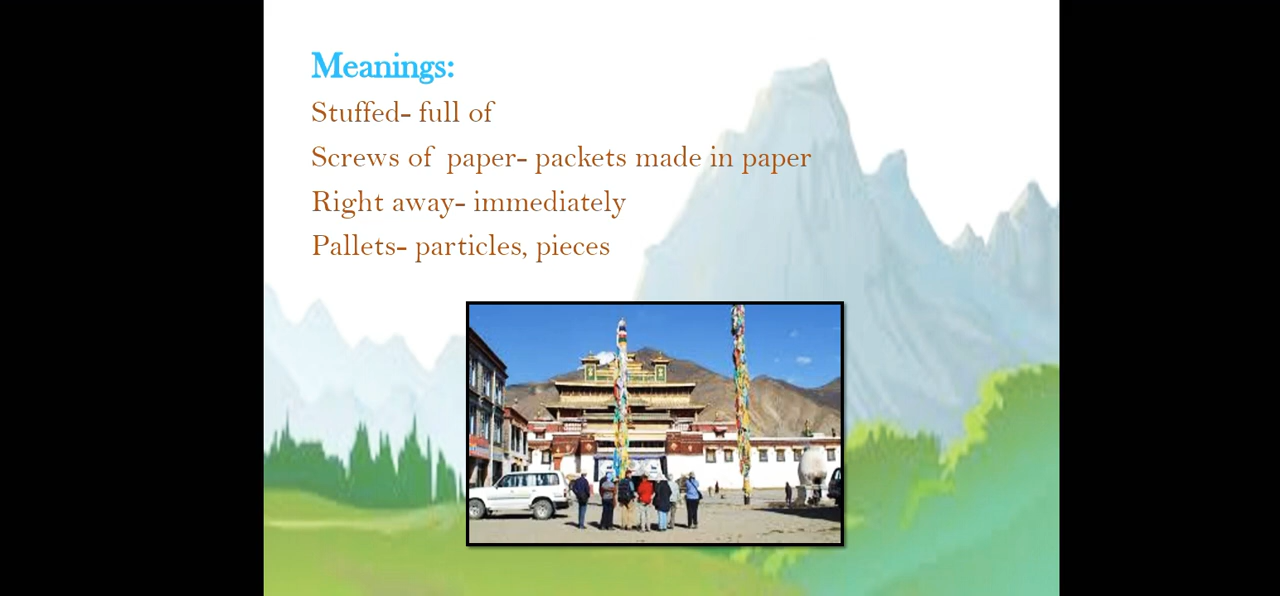 Meanings:
Stuffed- full of
Screws of paper- packets made in paper
Right away- immediately
Pallets- particles, pieces